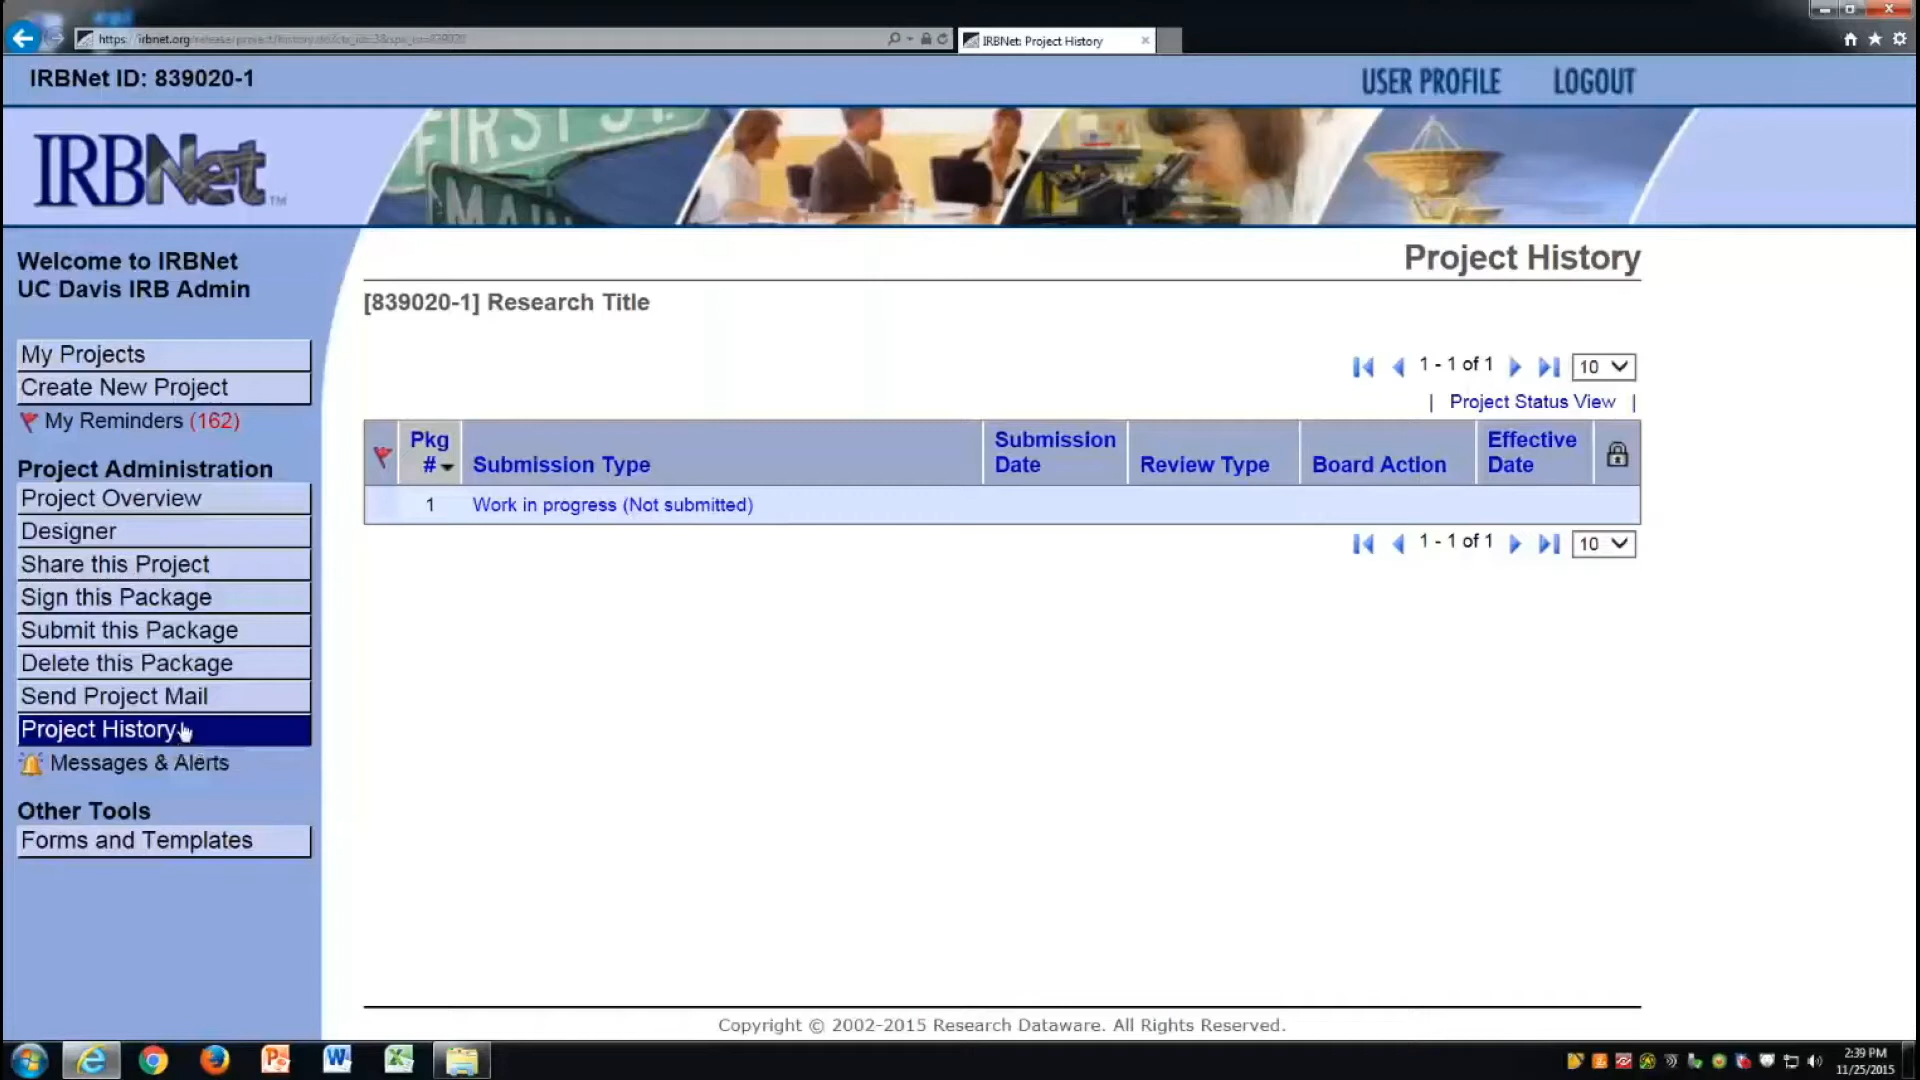 https://irbnet.org
IRBNet: Project History
IRBNet ID: 839020-1
USER PROFILE
LOGOUT
FIRST ST.
MAIN
IRBNet™
Welcome to IRBNet
UC Davis IRB Admin
My Projects
Create New Project
My Reminders (162)
Project Administration
Project Overview
Designer
Share this Project
Sign this Package
Submit this Package
Delete this Package
Send Project Mail
Project History
Messages & Alerts
Other Tools
Forms and Templates
Project History
[839020-1] Research Title
1 - 1 of 1 10
| Project Status View |
Pkg # Submission Type Submission Date Review Type Board Action Effective Date
1 Work in progress (Not submitted)
1 - 1 of 1 10
Copyright © 2002-2015 Research Dataware. All Rights Reserved.
2:39 PM
11/25/2015